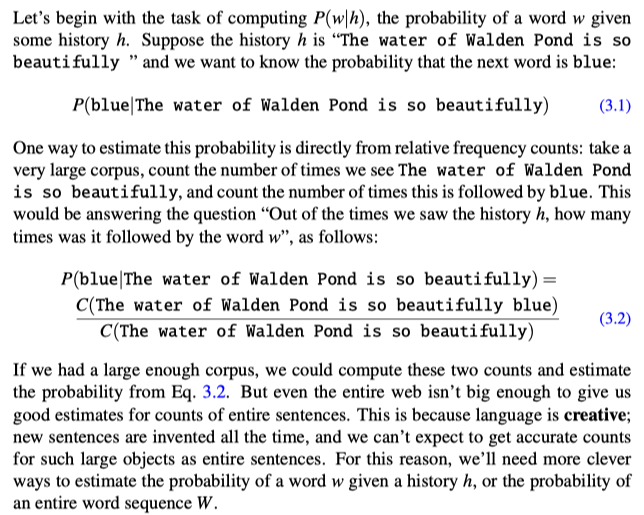 Let's begin with the task of computing P(w|h), the probability of a word w given
some history h. Suppose the history h is “The water of Walden Pond is so
beautifully ” and we want to know the probability that the next word is blue:
P(blue|The water of Walden Pond is so beautifully) (3.1)
One way to estimate this probability is directly from relative frequency counts: take a
very large corpus, count the number of times we see The water of Walden Pond
is so beautifully, and count the number of times this is followed by blue. This
would be answering the question “Out of the times we saw the history h, how many
times was it followed by the word w”, as follows:
P(blue|The water of Walden Pond is so beautifully) =
C(The water of Walden Pond is so beautifully blue)
C(The water of Walden Pond is so beautifully)
(3.2)
If we had a large enough corpus, we could compute these two counts and estimate
the probability from Eq. 3.2. But even the entire web isn't big enough to give us
good estimates for counts of entire sentences. This is because language is creative;
new sentences are invented all the time, and we can't expect to get accurate counts
for such large objects as entire sentences. For this reason, we'll need more clever
ways to estimate the probability of a word w given a history h, or the probability of
an entire word sequence W.